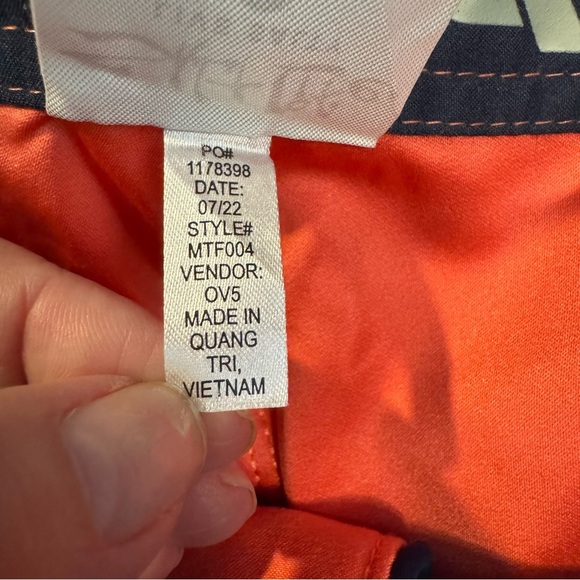 PO#
1178398
DATE:
07/22
STYLE#
MTF004
VENDOR:
OV5
MADE IN
QUANG
TRI,
VIETNAM